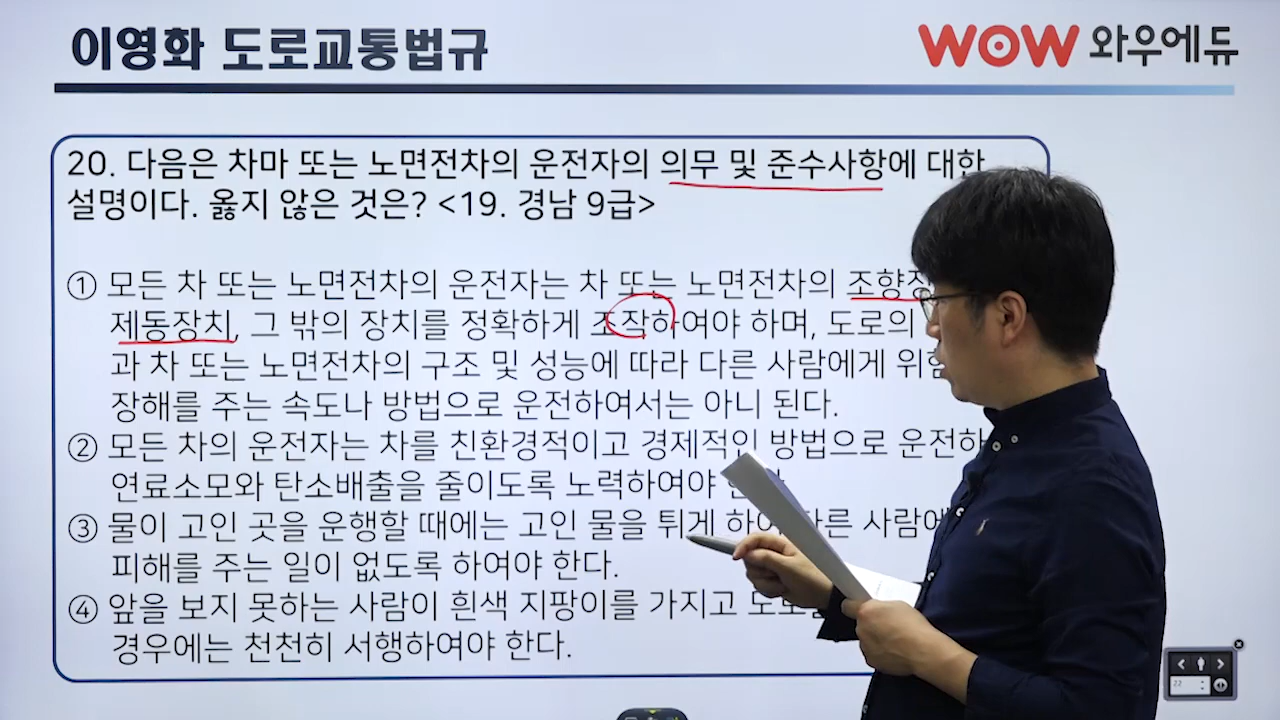 이영화 도로교통법규
WOW 와우에듀
20. 다음은 차마 또는 노면전차의 운전자의 의무 및 준수사항에 대한
설명이다. 옳지 않은 것은? <19. 경남 9급>
① 모든 차 또는 노면전차의 운전자는 차 또는 노면전차의
제동장치, 그 밖의 장치를 정확하게 조작하여야 하며, 도로의
과 차 또는 노면전차의 구조 및 성능에 따라 다른 사람에게
장해를 주는 속도나 방법으로 운전하여서는 아니 된다.
② 모든 차의 운전자는 차를 친환경적이고 경제적인 방법으로
연료소모와 탄소배출을 줄이도록 노력하여야
③ 물이 고인 곳을 운행할 때에는 고인 물을 튀게 하여 다른
피해를 주는 일이 없도록 하여야 한다.
④ 앞을 보지 못하는 사람이 흰색 지팡이를 가지고
경우에는 천천히 서행하여야 한다.
22